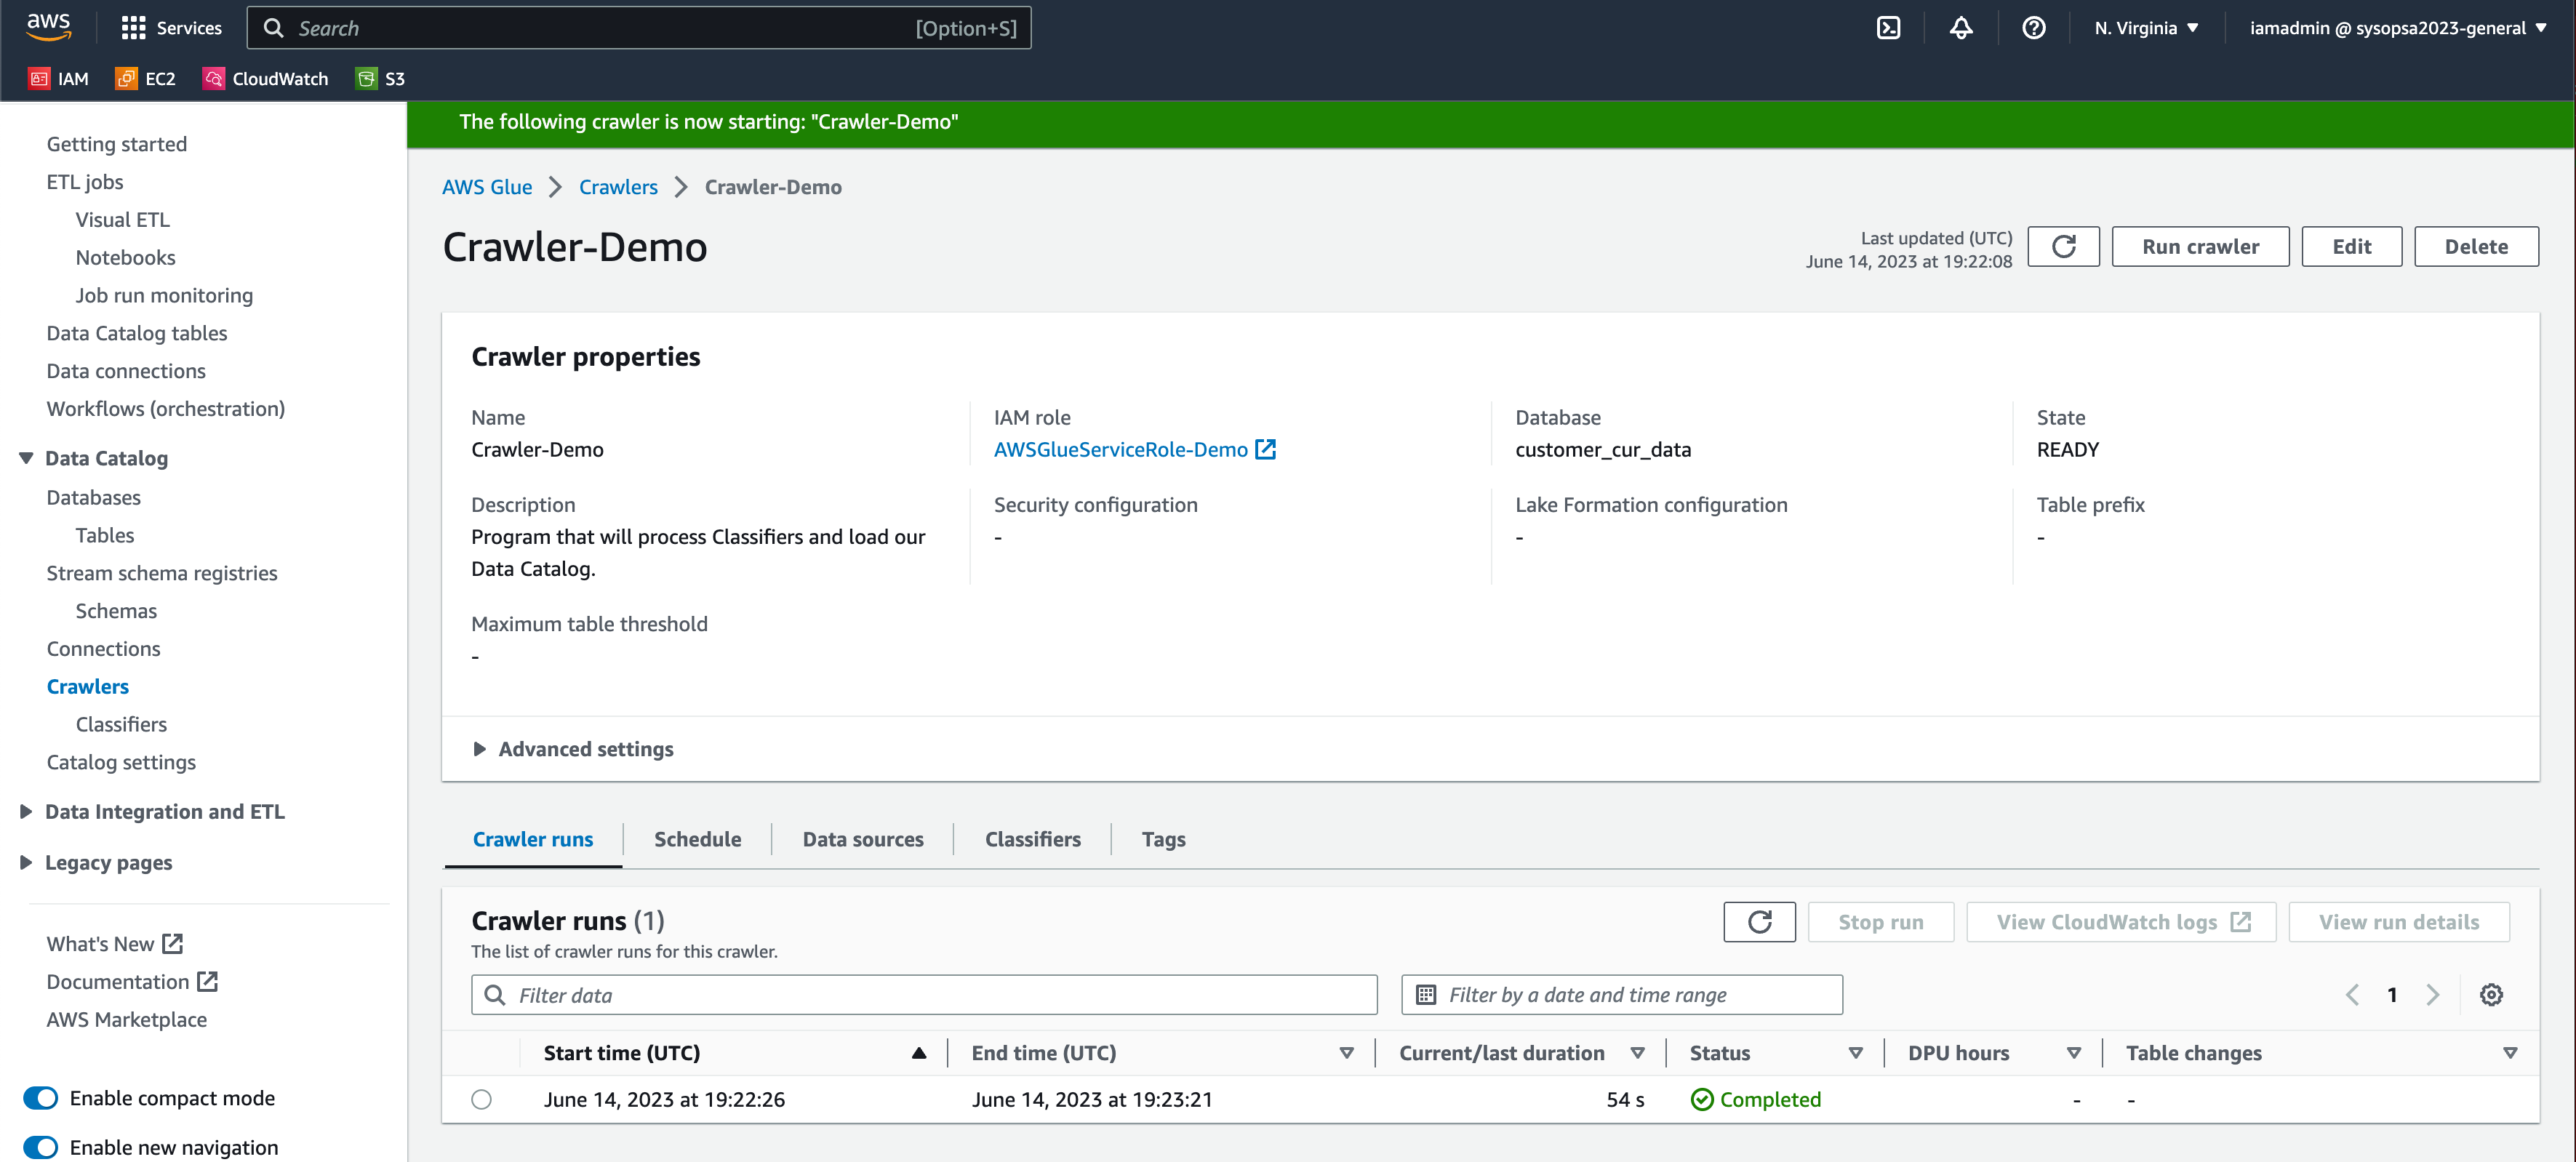 aws
Services
Search
[Option+S]
N. Virginia
iamadmin @ sysopsa2023-general
IAM
EC2
CloudWatch
S3
Getting started
ETL jobs
Visual ETL
Notebooks
Job run monitoring
Data Catalog tables
Data connections
Workflows (orchestration)
Data Catalog
Databases
Tables
Stream schema registries
Schemas
Connections
Crawlers
Classifiers
Catalog settings
Data Integration and ETL
Legacy pages
What's New
Documentation
AWS Marketplace
Enable compact mode
Enable new navigation
The following crawler is now starting: "Crawler-Demo"
AWS Glue
Crawlers
Crawler-Demo
Crawler-Demo
Last updated (UTC)
June 14, 2023 at 19:22:08
Run crawler
Edit
Delete
Crawler properties
Name
Crawler-Demo
IAM role
AWSGlueServiceRole-Demo
Database
customer_cur_data
State
READY
Description
Program that will process Classifiers and load our
Data Catalog.
Security configuration
-
Lake Formation configuration
-
Table prefix
-
Maximum table threshold
-
Advanced settings
Crawler runs
Schedule
Data sources
Classifiers
Tags
Crawler runs (1)
The list of crawler runs for this crawler.
Stop run
View CloudWatch logs
View run details
Filter data
Filter by a date and time range
1
Start time (UTC)
End time (UTC)
Current/last duration
Status
DPU hours
Table changes
June 14, 2023 at 19:22:26
June 14, 2023 at 19:23:21
54 s
Completed
-
-